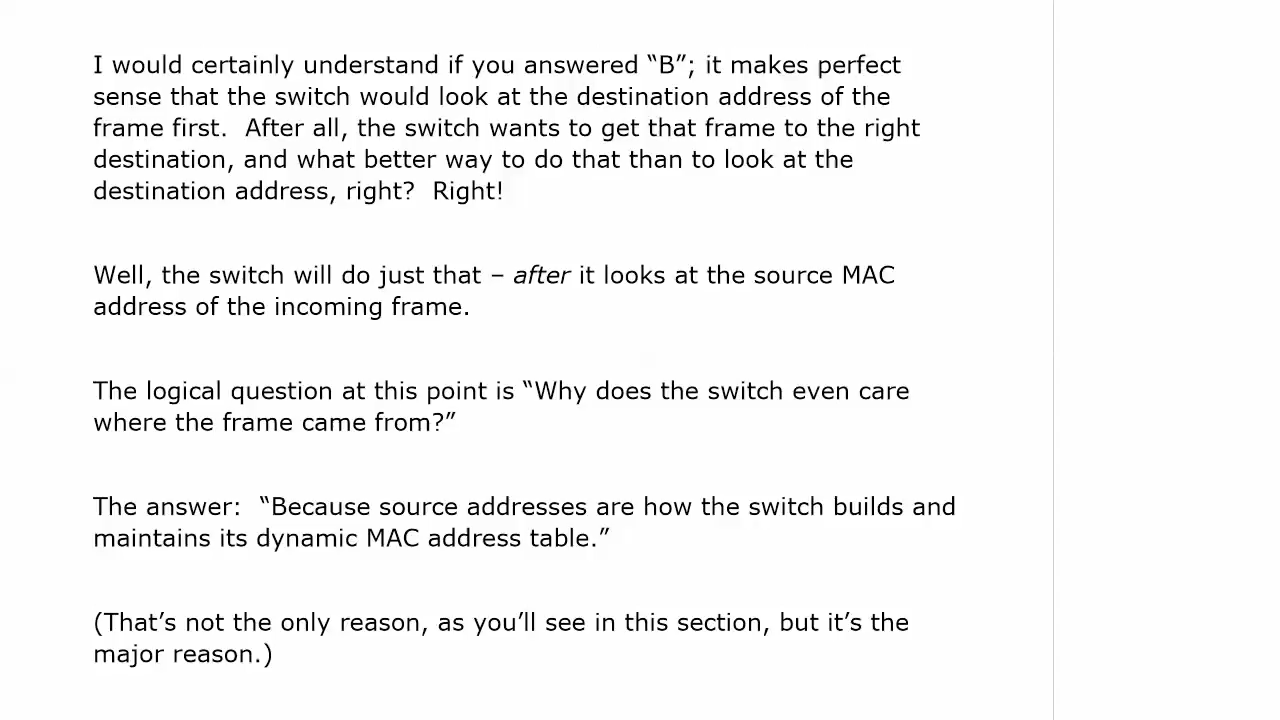 I would certainly understand if you answered “B”; it makes perfect
sense that the switch would look at the destination address of the
frame first.  After all, the switch wants to get that frame to the right
destination, and what better way to do that than to look at the
destination address, right?  Right!
Well, the switch will do just that – after it looks at the source MAC
address of the incoming frame.
The logical question at this point is “Why does the switch even care
where the frame came from?”
The answer:  “Because source addresses are how the switch builds and
maintains its dynamic MAC address table.”
(That’s not the only reason, as you’ll see in this section, but it’s the
major reason.)